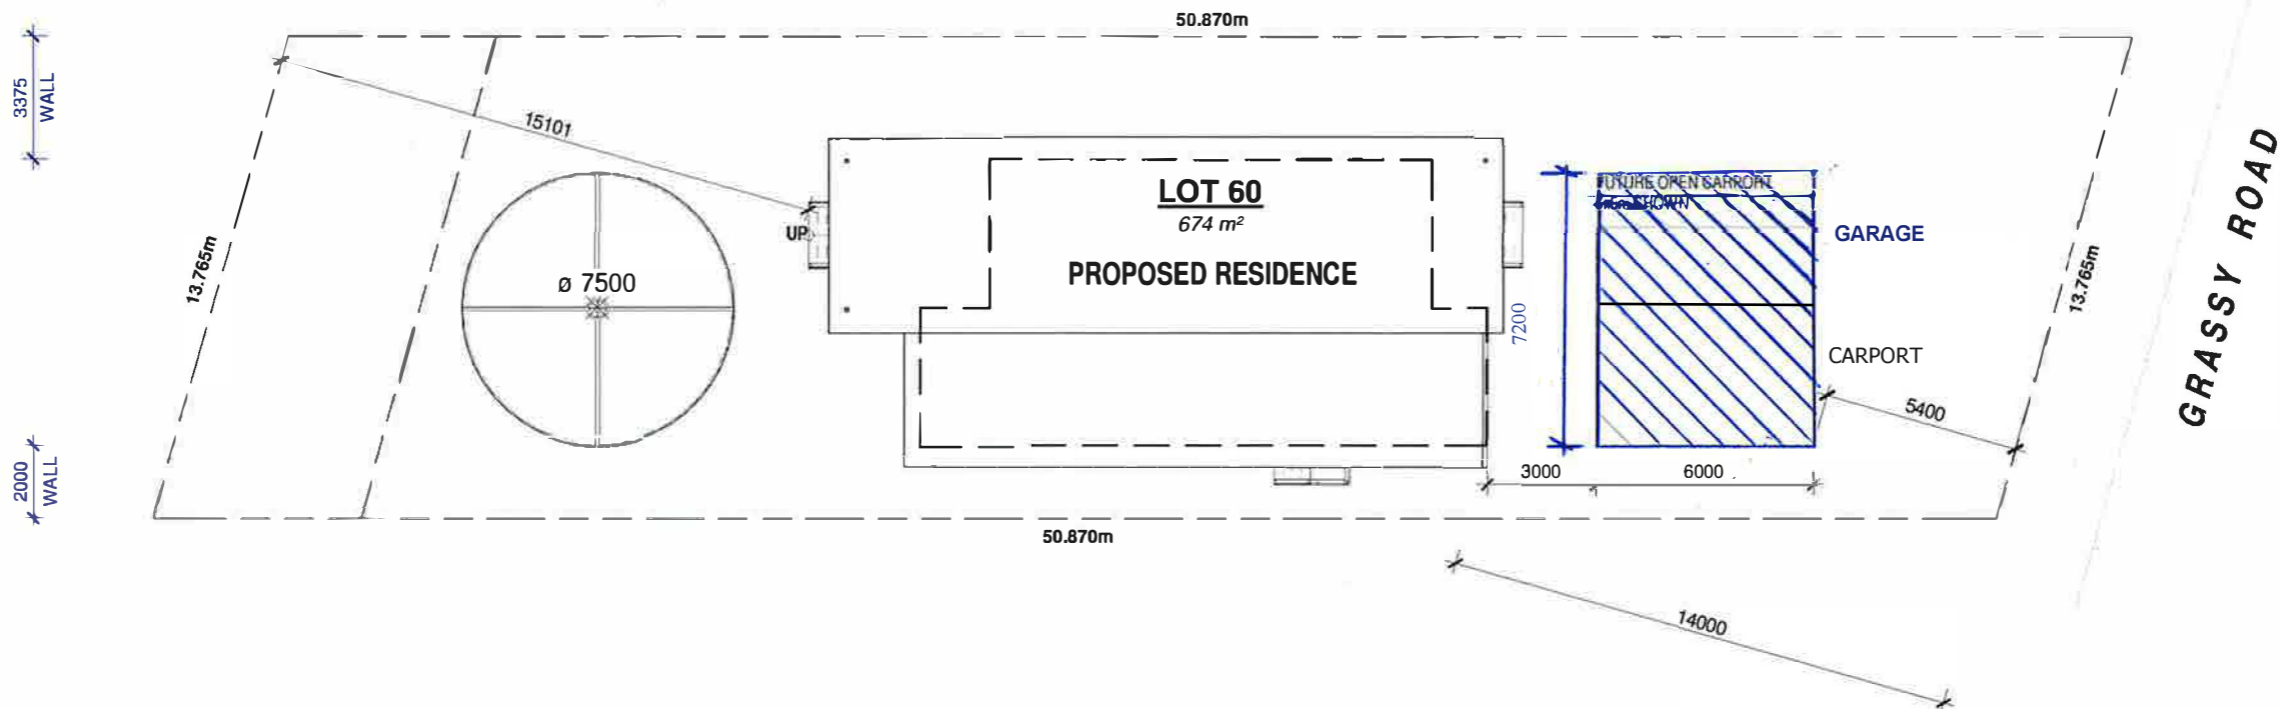 50.870m
3375
WALL
15101
13.765m
ø 7500
UP
LOT 60
674 m²
PROPOSED RESIDENCE
FUTURE OPEN CARPORT
SHOWN
GARAGE
7200
CARPORT
5400
13.765m
GRASSY ROAD
2000
WALL
3000
6000
50.870m
14000